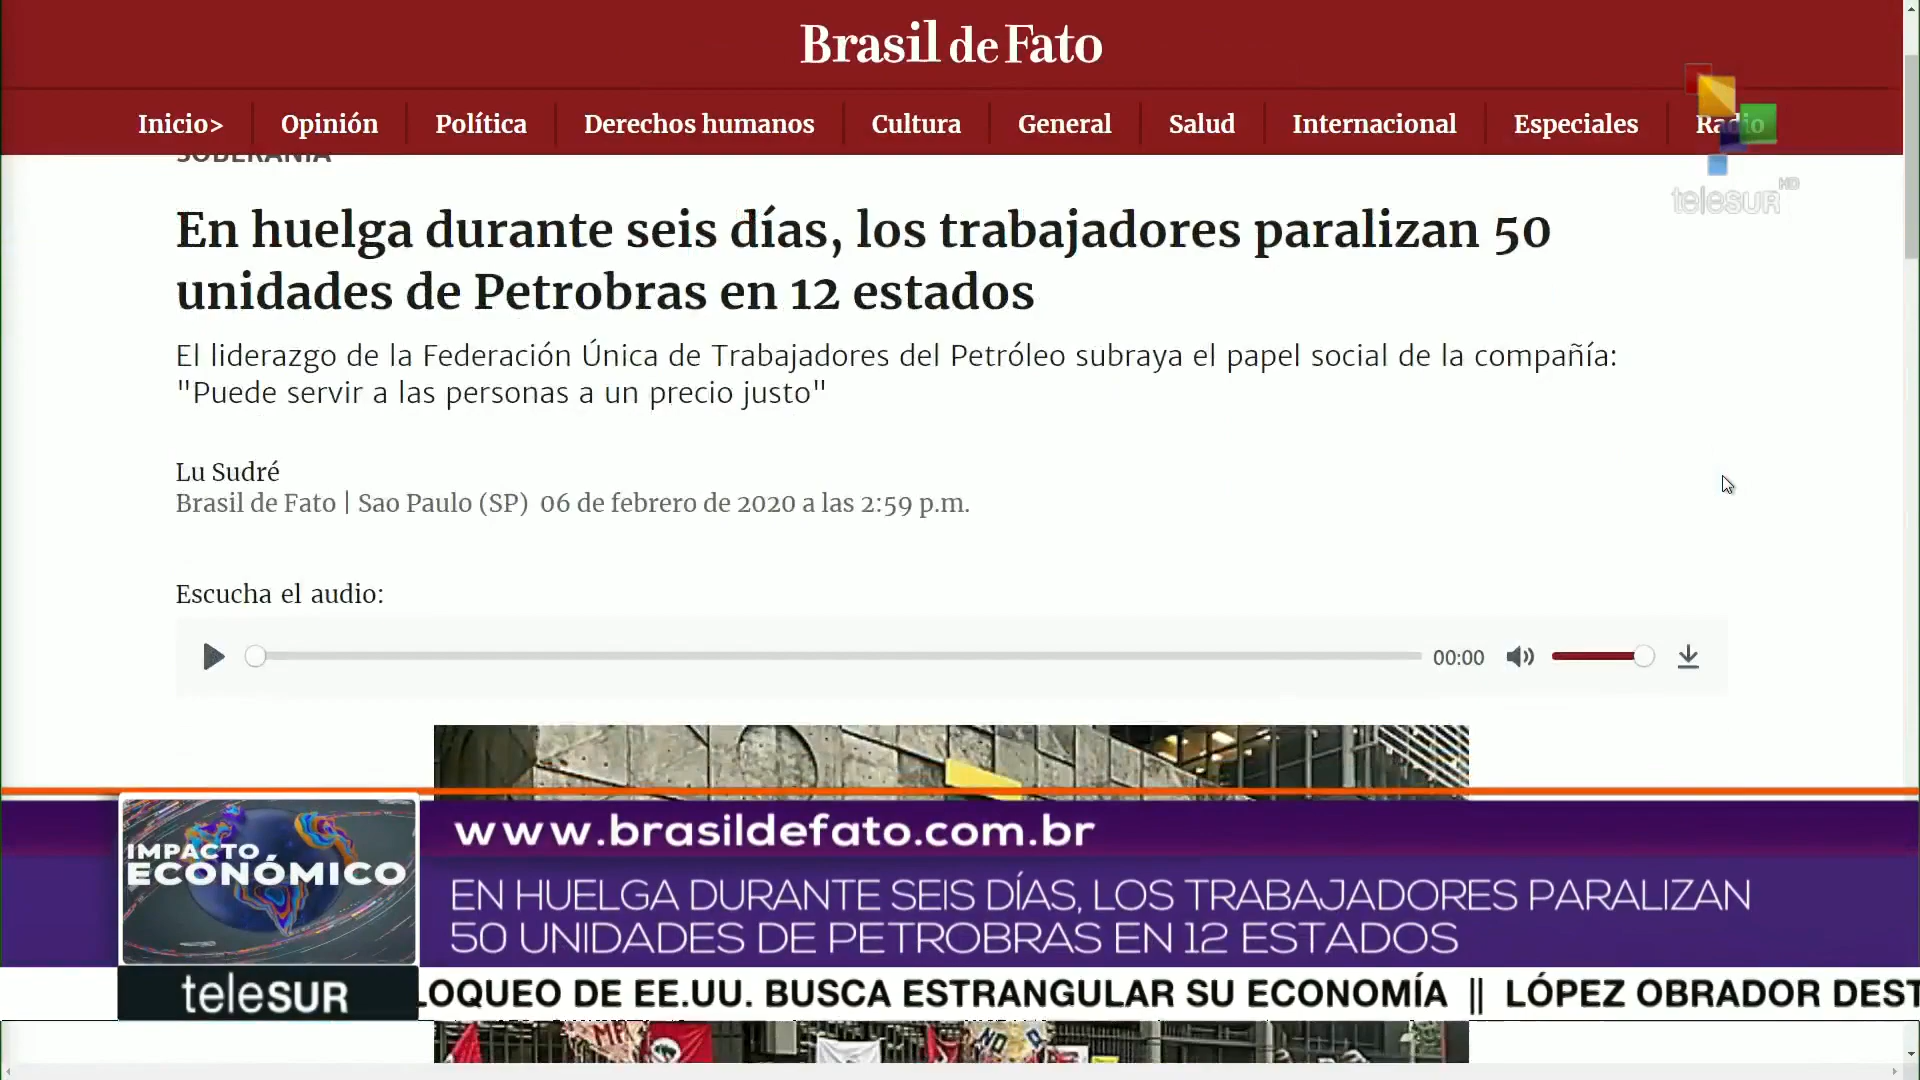 Brasil de Fato
Inicio>
Opinión
Política
Derechos humanos
Cultura
General
Salud
Internacional
Especiales
Radio
SOBERANÍA
teleSUR HD
En huelga durante seis días, los trabajadores paralizan 50
unidades de Petrobras en 12 estados
El liderazgo de la Federación Única de Trabajadores del Petróleo subraya el papel social de la compañía:
"Puede servir a las personas a un precio justo"
Lu Sudré
Brasil de Fato | Sao Paulo (SP) 06 de febrero de 2020 a las 2:59 p.m.
Escucha el audio:
00:00
IMPACTO
ECONÓMICO
www.brasildefato.com.br
EN HUELGA DURANTE SEIS DÍAS, LOS TRABAJADORES PARALIZAN
50 UNIDADES DE PETROBRAS EN 12 ESTADOS
teleSUR
LOQUEO DE EE.UU. BUSCA ESTRANGULAR SU ECONOMÍA || LÓPEZ OBRADOR DEST
NO